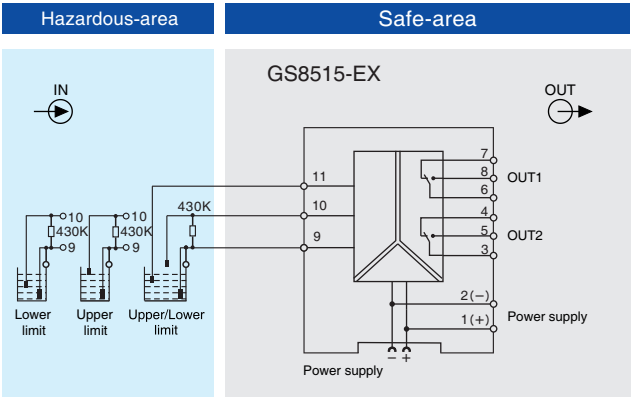 Hazardous-area
Safe-area
IN
GS8515-EX
OUT
11
10
9
430K
10
430K
9
10
430K
9
7
8
6
OUT1
4
5
3
OUT2
2(−)
1(+)
Power supply
− +
Power supply
Lower
limit
Upper
limit
Upper/Lower
limit